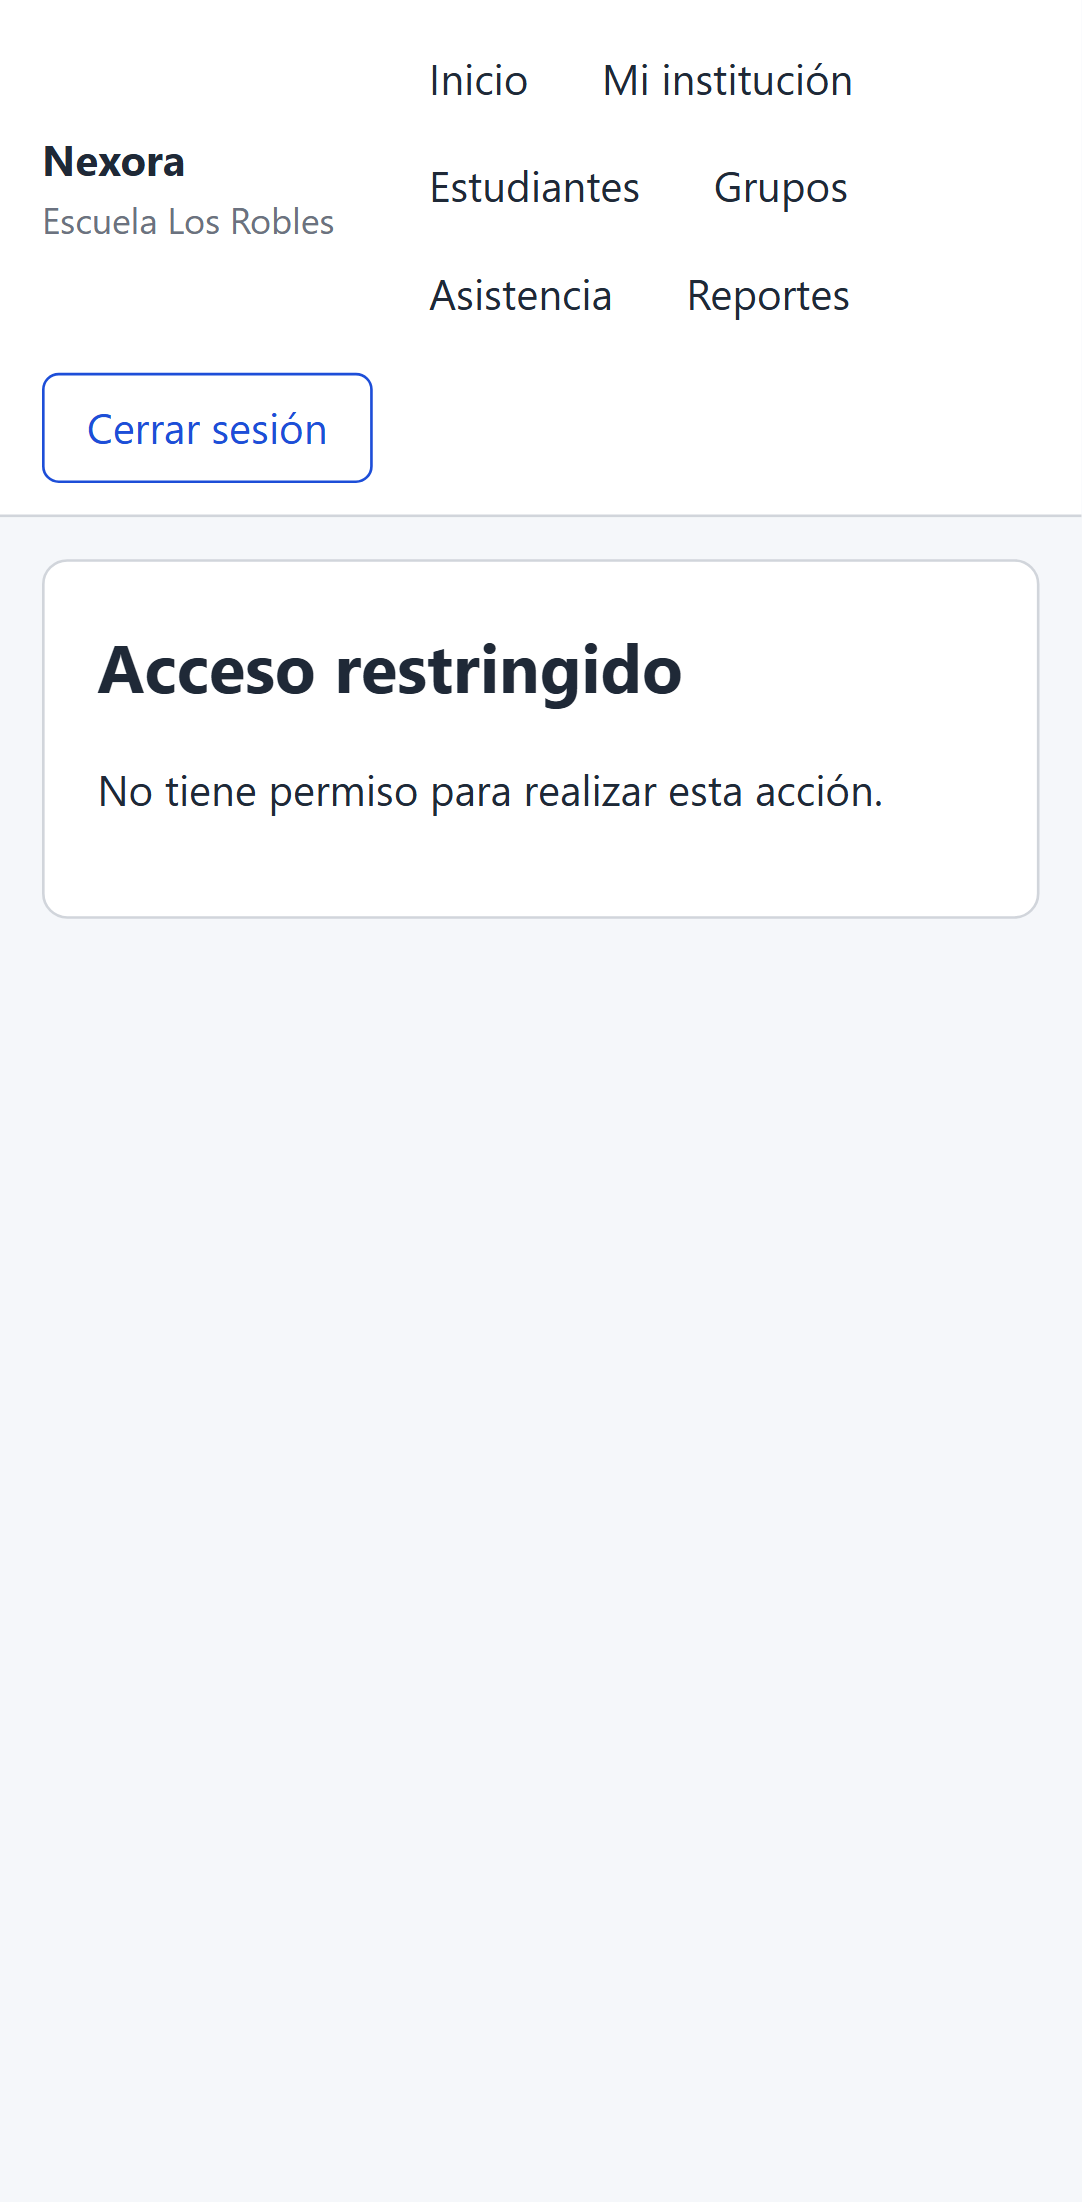 Nexora
Escuela Los Robles
Inicio Mi institución
Estudiantes Grupos
Asistencia Reportes
Cerrar sesión
Acceso restringido
No tiene permiso para realizar esta acción.